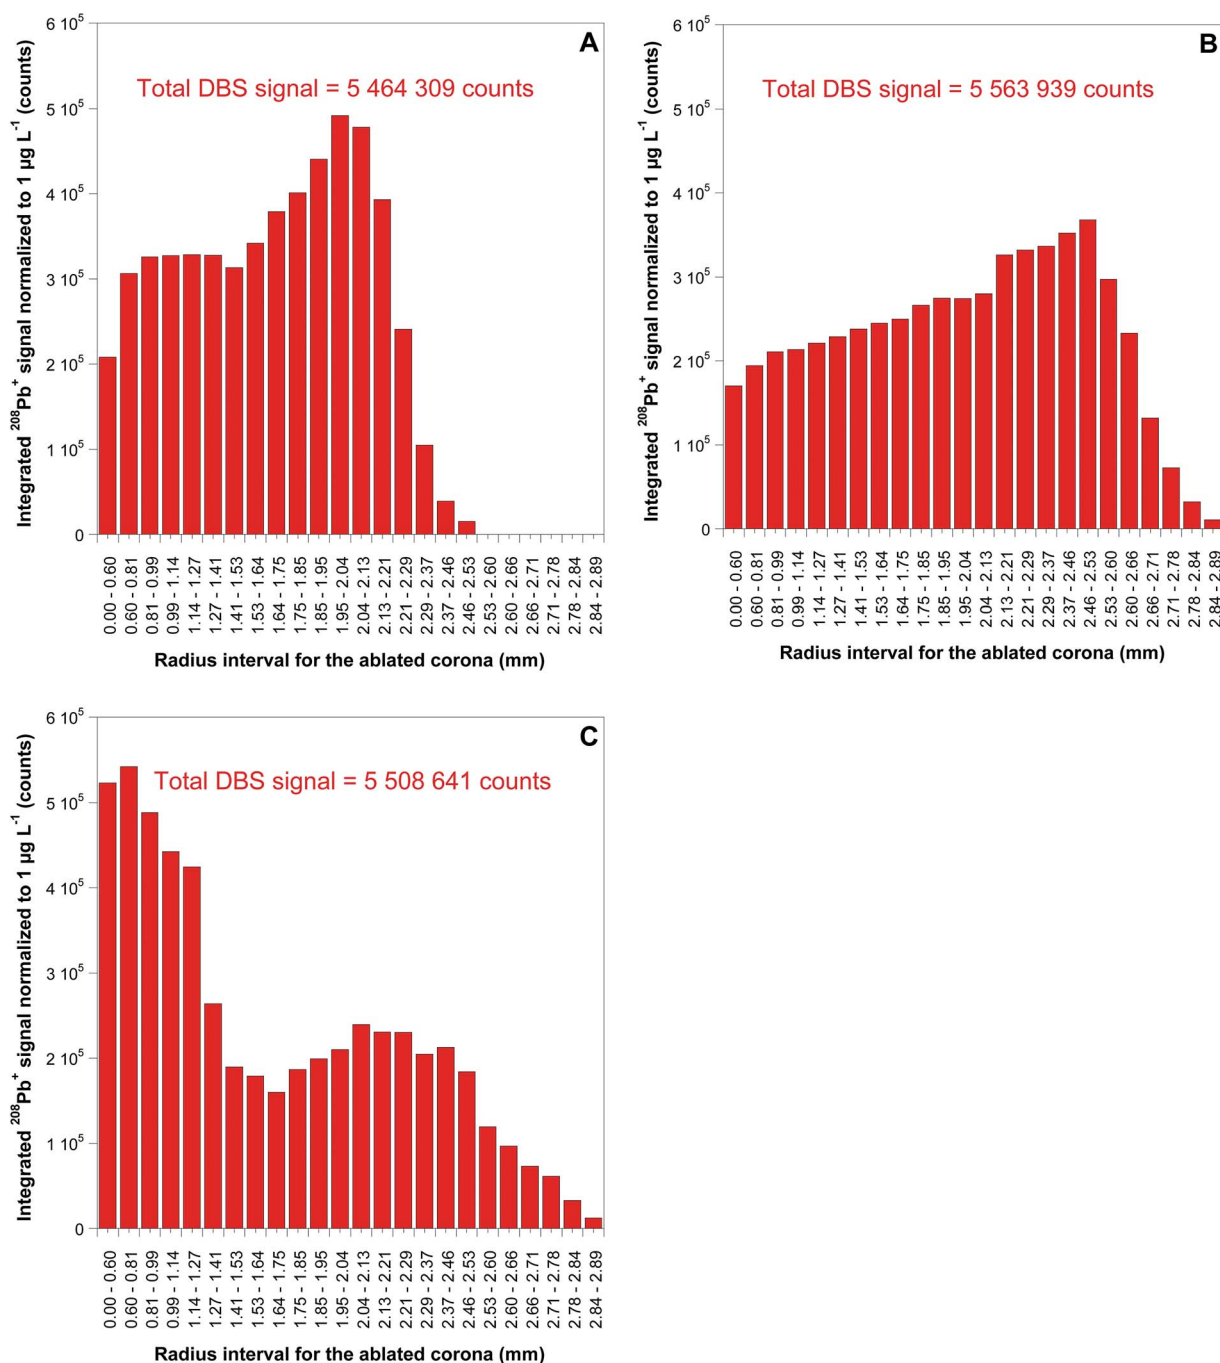 A
Total DBS signal = 5 464 309 counts
Integrated ²⁰⁸Pb⁺ signal normalized to 1 µg L⁻¹ (counts)
6 10⁵
5 10⁵
4 10⁵
3 10⁵
2 10⁵
1 10⁵
0
0.00 - 0.60
0.60 - 0.81
0.81 - 0.99
0.99 - 1.14
1.14 - 1.27
1.27 - 1.41
1.41 - 1.53
1.53 - 1.64
1.64 - 1.75
1.75 - 1.85
1.85 - 1.95
1.95 - 2.04
2.04 - 2.13
2.13 - 2.21
2.21 - 2.29
2.29 - 2.37
2.37 - 2.46
2.46 - 2.53
2.53 - 2.60
2.60 - 2.66
2.66 - 2.71
2.71 - 2.78
2.78 - 2.84
2.84 - 2.89
Radius interval for the ablated corona (mm)
B
Total DBS signal = 5 563 939 counts
Integrated ²⁰⁸Pb⁺ signal normalized to 1 µg L⁻¹ (counts)
6 10⁵
5 10⁵
4 10⁵
3 10⁵
2 10⁵
1 10⁵
0
0.00 - 0.60
0.60 - 0.81
0.81 - 0.99
0.99 - 1.14
1.14 - 1.27
1.27 - 1.41
1.41 - 1.53
1.53 - 1.64
1.64 - 1.75
1.75 - 1.85
1.85 - 1.95
1.95 - 2.04
2.04 - 2.13
2.13 - 2.21
2.21 - 2.29
2.29 - 2.37
2.37 - 2.46
2.46 - 2.53
2.53 - 2.60
2.60 - 2.66
2.66 - 2.71
2.71 - 2.78
2.78 - 2.84
2.84 - 2.89
Radius interval for the ablated corona (mm)
C
Total DBS signal = 5 508 641 counts
Integrated ²⁰⁸Pb⁺ signal normalized to 1 µg L⁻¹ (counts)
6 10⁵
5 10⁵
4 10⁵
3 10⁵
2 10⁵
1 10⁵
0
0.00 - 0.60
0.60 - 0.81
0.81 - 0.99
0.99 - 1.14
1.14 - 1.27
1.27 - 1.41
1.41 - 1.53
1.53 - 1.64
1.64 - 1.75
1.75 - 1.85
1.85 - 1.95
1.95 - 2.04
2.04 - 2.13
2.13 - 2.21
2.21 - 2.29
2.29 - 2.37
2.37 - 2.46
2.46 - 2.53
2.53 - 2.60
2.60 - 2.66
2.66 - 2.71
2.71 - 2.78
2.78 - 2.84
2.84 - 2.89
Radius interval for the ablated corona (mm)